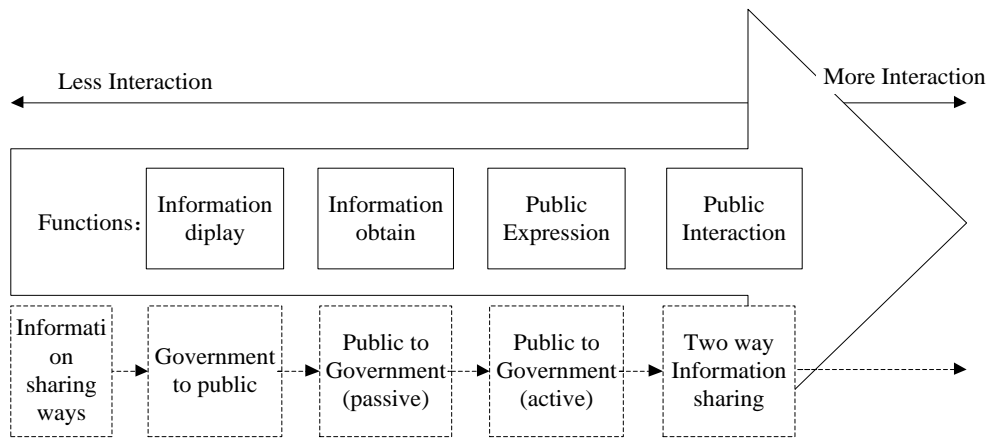 Less Interaction
More Interaction
Functions：
Information
diplay
Information
obtain
Public
Expression
Public
Interaction
Informati
on
sharing
ways
Government
to public
Public to
Government
(passive)
Public to
Government
(active)
Two way
Information
sharing